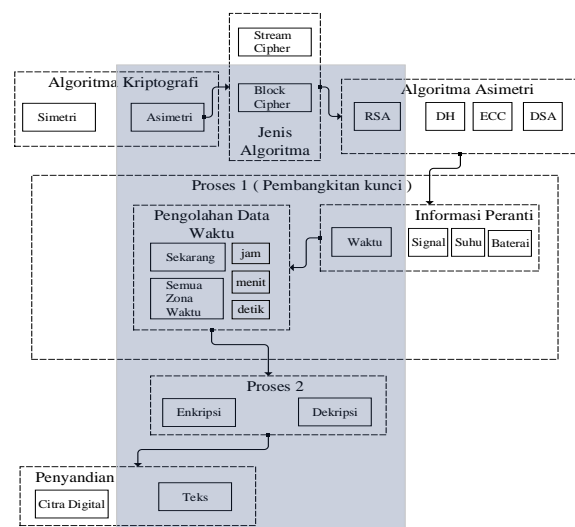 Stream
Cipher
Algoritma Kriptografi
Simetri
Asimetri
Block
Cipher
Jenis
Algoritma
Algoritma Asimetri
RSA
DH
ECC
DSA
Proses 1 ( Pembangkitan kunci )
Pengolahan Data
Waktu
Sekarang
jam
Semua
Zona
Waktu
menit
detik
Informasi Peranti
Waktu
Signal
Suhu
Baterai
Proses 2
Enkripsi
Dekripsi
Penyandian
Citra Digital
Teks